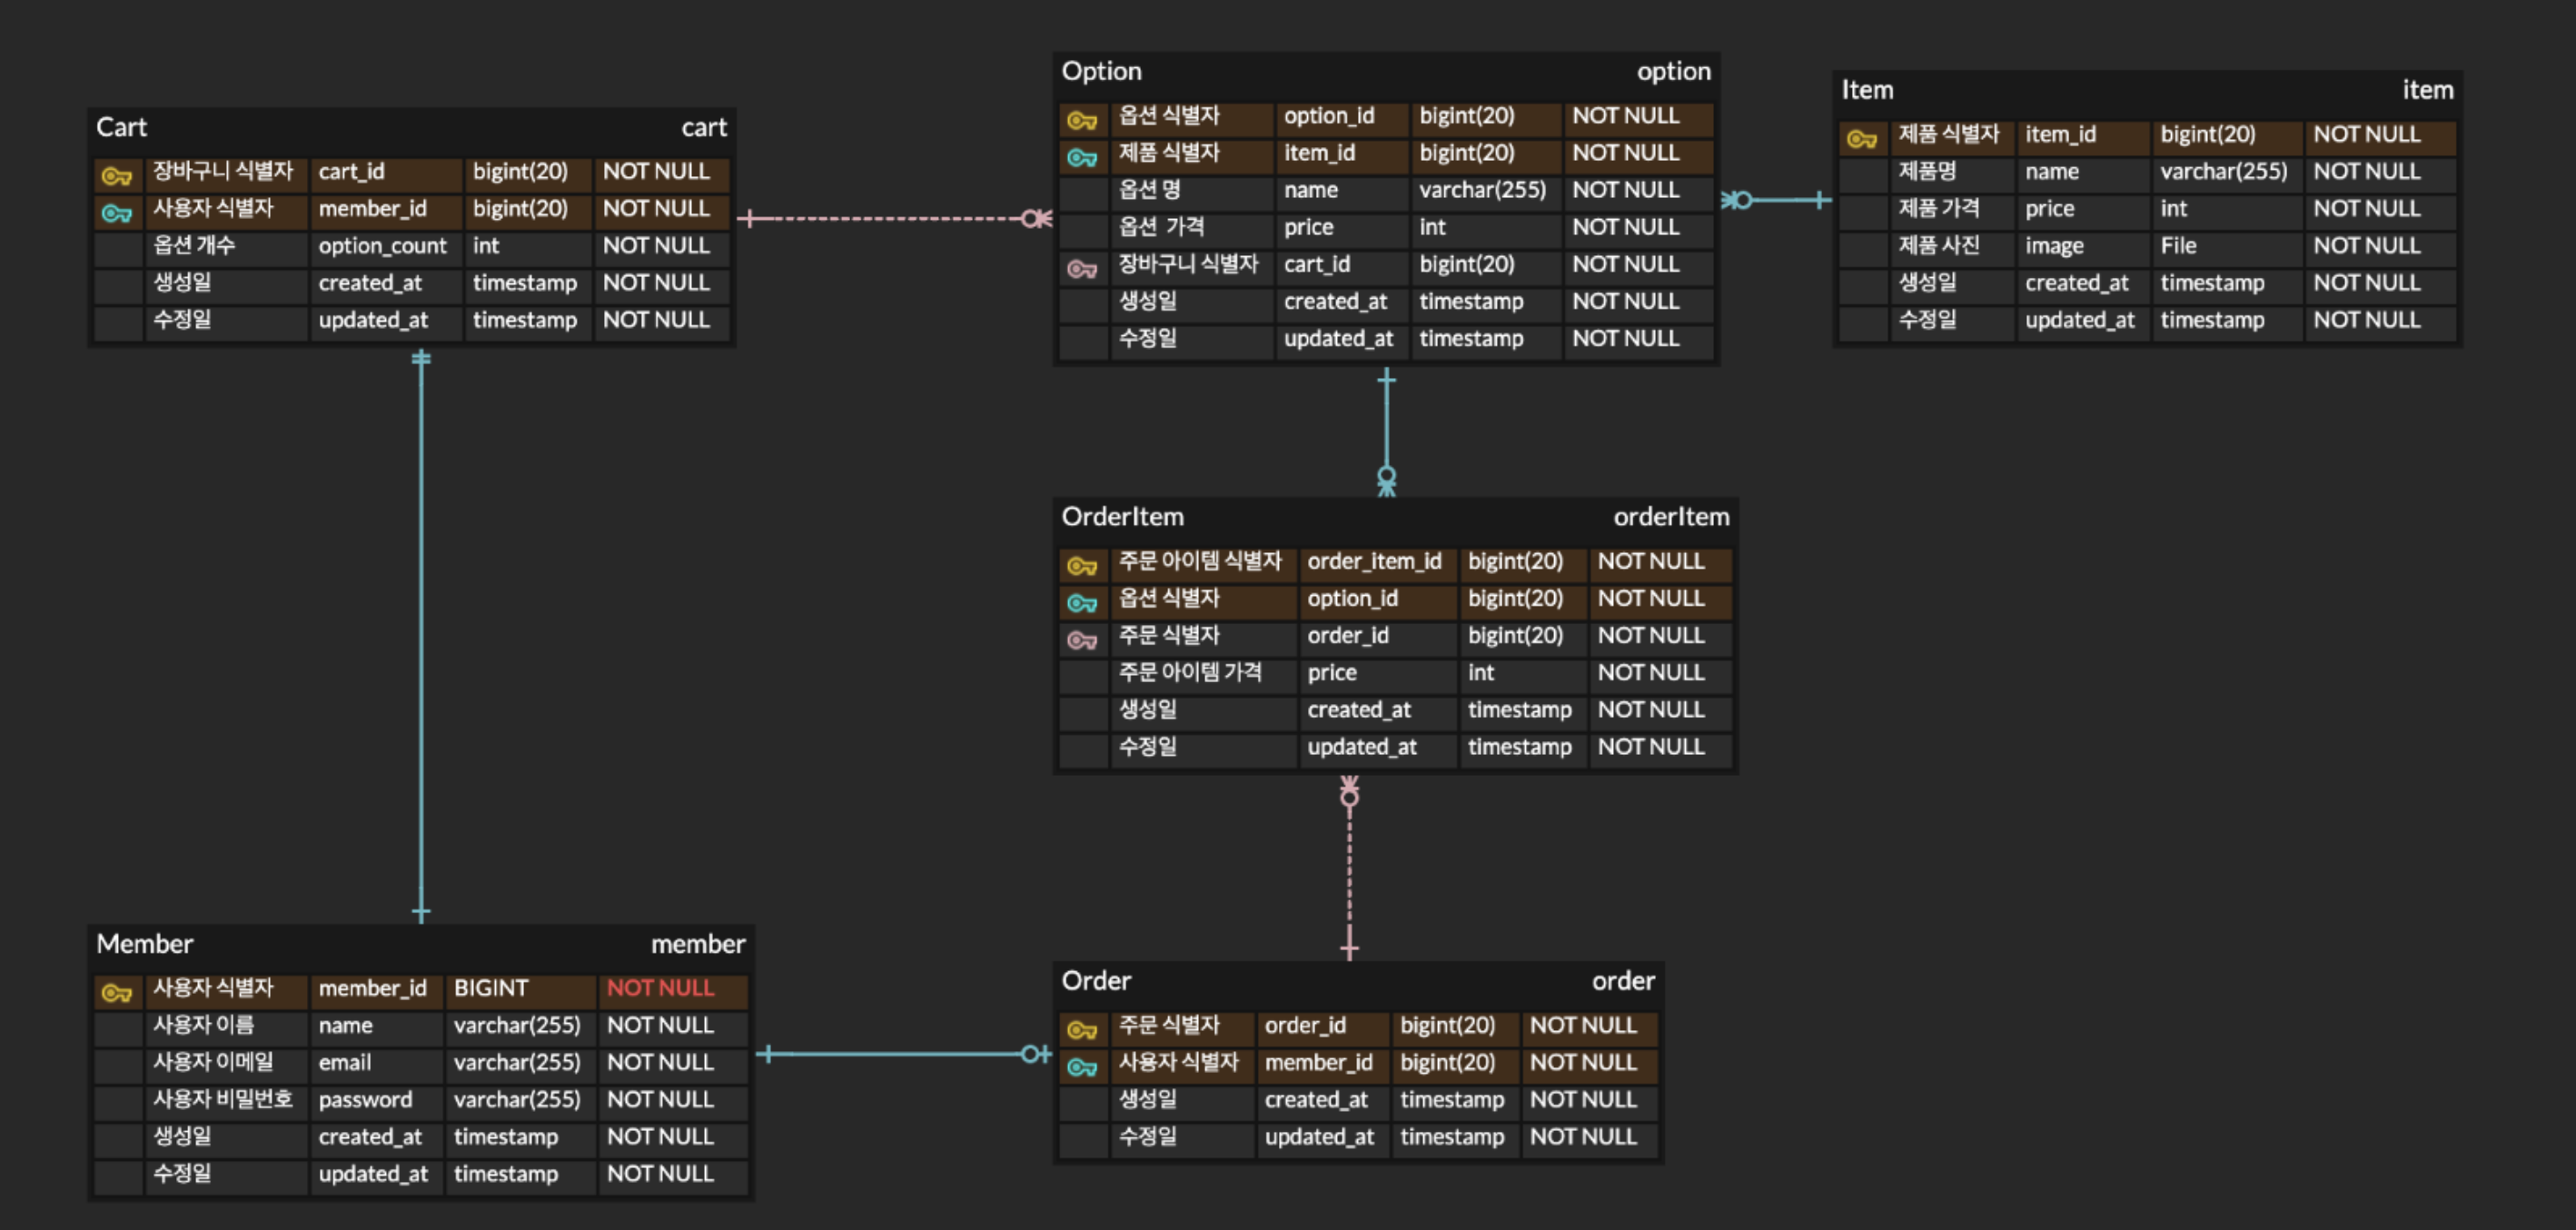 Cart cart
장바구니 식별자 cart_id bigint(20) NOT NULL
사용자 식별자 member_id bigint(20) NOT NULL
옵션 개수 option_count int NOT NULL
생성일 created_at timestamp NOT NULL
수정일 updated_at timestamp NOT NULL
Option option
옵션 식별자 option_id bigint(20) NOT NULL
제품 식별자 item_id bigint(20) NOT NULL
옵션 명 name varchar(255) NOT NULL
옵션 가격 price int NOT NULL
장바구니 식별자 cart_id bigint(20) NOT NULL
생성일 created_at timestamp NOT NULL
수정일 updated_at timestamp NOT NULL
Item item
제품 식별자 item_id bigint(20) NOT NULL
제품명 name varchar(255) NOT NULL
제품 가격 price int NOT NULL
제품 사진 image File NOT NULL
생성일 created_at timestamp NOT NULL
수정일 updated_at timestamp NOT NULL
OrderItem orderItem
주문 아이템 식별자 order_item_id bigint(20) NOT NULL
옵션 식별자 option_id bigint(20) NOT NULL
주문 식별자 order_id bigint(20) NOT NULL
주문 아이템 가격 price int NOT NULL
생성일 created_at timestamp NOT NULL
수정일 updated_at timestamp NOT NULL
Member member
사용자 식별자 member_id BIGINT NOT NULL
사용자 이름 name varchar(255) NOT NULL
사용자 이메일 email varchar(255) NOT NULL
사용자 비밀번호 password varchar(255) NOT NULL
생성일 created_at timestamp NOT NULL
수정일 updated_at timestamp NOT NULL
Order order
주문 식별자 order_id bigint(20) NOT NULL
사용자 식별자 member_id bigint(20) NOT NULL
생성일 created_at timestamp NOT NULL
수정일 updated_at timestamp NOT NULL